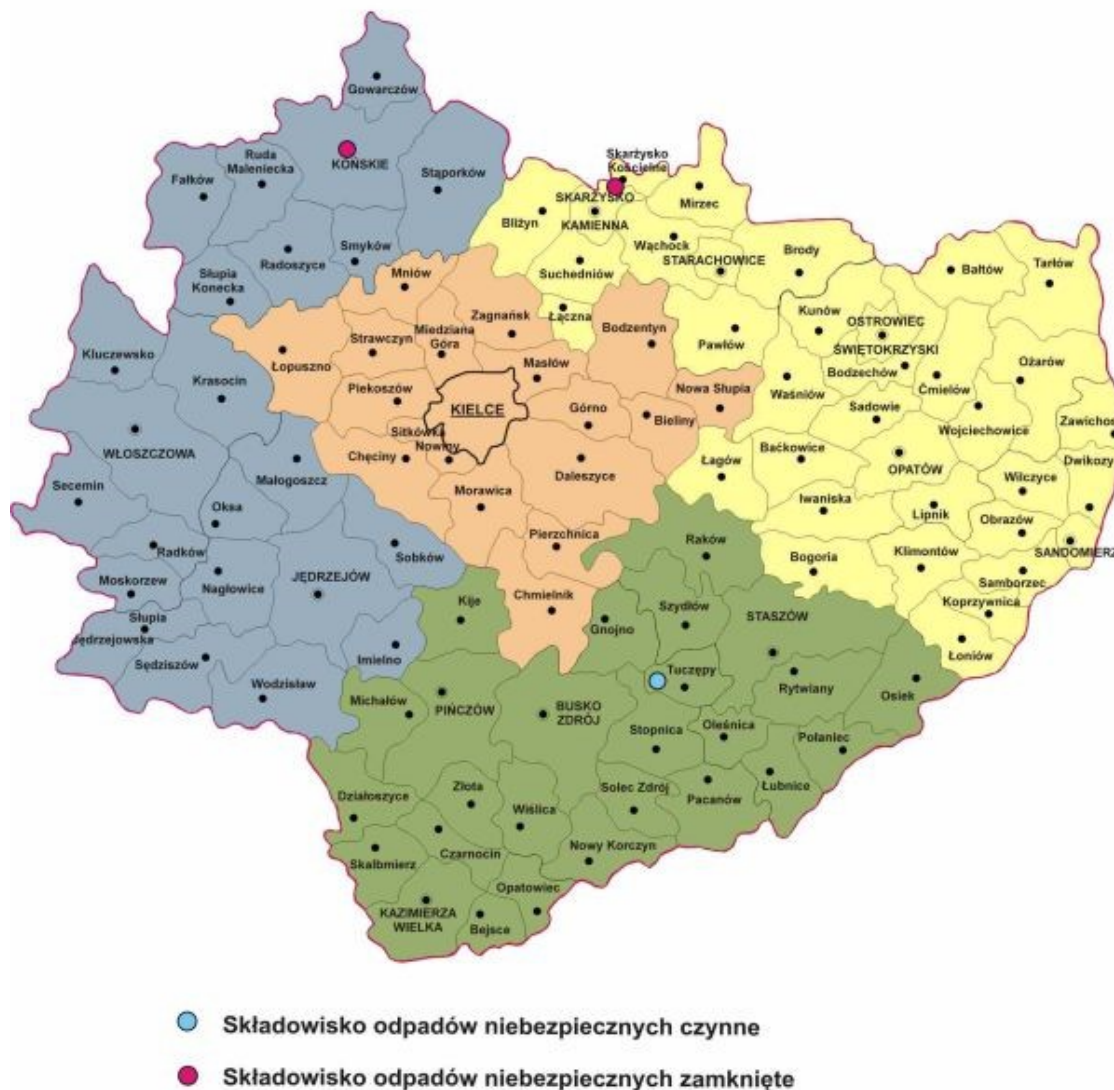 Gowarczów
KOŃSKIE
Ruda
Maleniecka
Fałków
Stąporków
Radoszyce
Smyków
Słupia
Konecka
Skarżysko
Kościelne
SKARŻYSKO
KAMIENNA
Bliżyn
Mirzec
Wąchock
STARACHOWICE
Brody
Suchedniów
Łączna
Pawłów
Bałtów
Tarłów
Kunów
OSTROWIEC
ŚWIĘTOKRZYSKI
Bodzechów
Ćmielów
Ożarów
Waśniów
Sadowie
Wojciechowice
Zawichos
Dwikozy
Baćkowice
OPATÓW
Łagów
Iwaniska
Lipnik
Wilczyce
Obrazów
SANDOMIERZ
Bogoria
Klimontów
Samborzec
Koprzywnica
Łoniów
Mniów
Zagnańsk
Bodzentyn
Strawczyn
Miedziana
Góra
Łopuszno
Masłów
Piekoszów
KIELCE
Górno
Bieliny
Nowa Słupia
Sitkówka
Nowiny
Chęciny
Daleszyce
Morawica
Pierzchnica
Chmielnik
Kluczewsko
Krasocin
WŁOSZCZOWA
Małogoszcz
Secemin
Oksa
Radków
Sobków
Moskorzew
Nagłowice
JĘDRZEJÓW
Słupia
Jędrzejowska
Sędziszów
Imielno
Wodzisław
Raków
Kije
Szydłów
STASZÓW
Gnojno
Tuczępy
Rytwiany
Osiek
Michałów
PIŃCZÓW
BUSKO
ZDRÓJ
Stopnica
Oleśnica
Połaniec
Łubnice
Pacanów
Solec Zdrój
Złota
Działoszyce
Wiślica
Czarnocin
Skalbmierz
Nowy Korczyn
Opatowiec
KAZIMIERZA
WIELKA
Bejsce
Składowisko odpadów niebezpiecznych czynne
Składowisko odpadów niebezpiecznych zamknięte